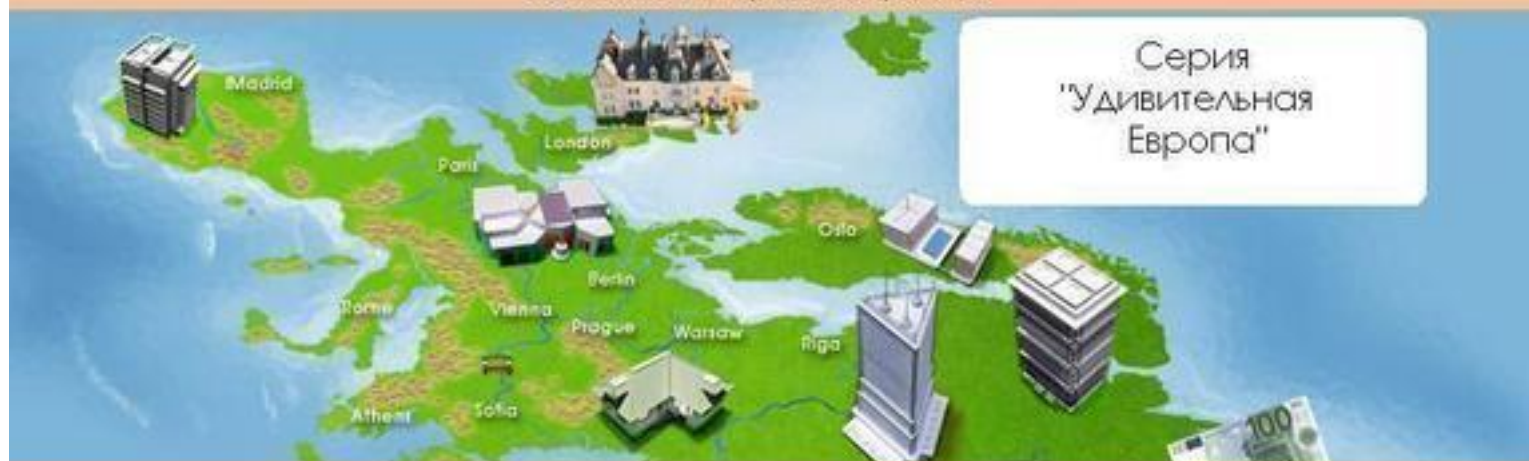 Серия
"Удивительная
Европа"
Madrid
London
Paris
Oslo
Berlin
Rome
Vienna
Prague
Warsaw
Riga
Athens
Sofia
100